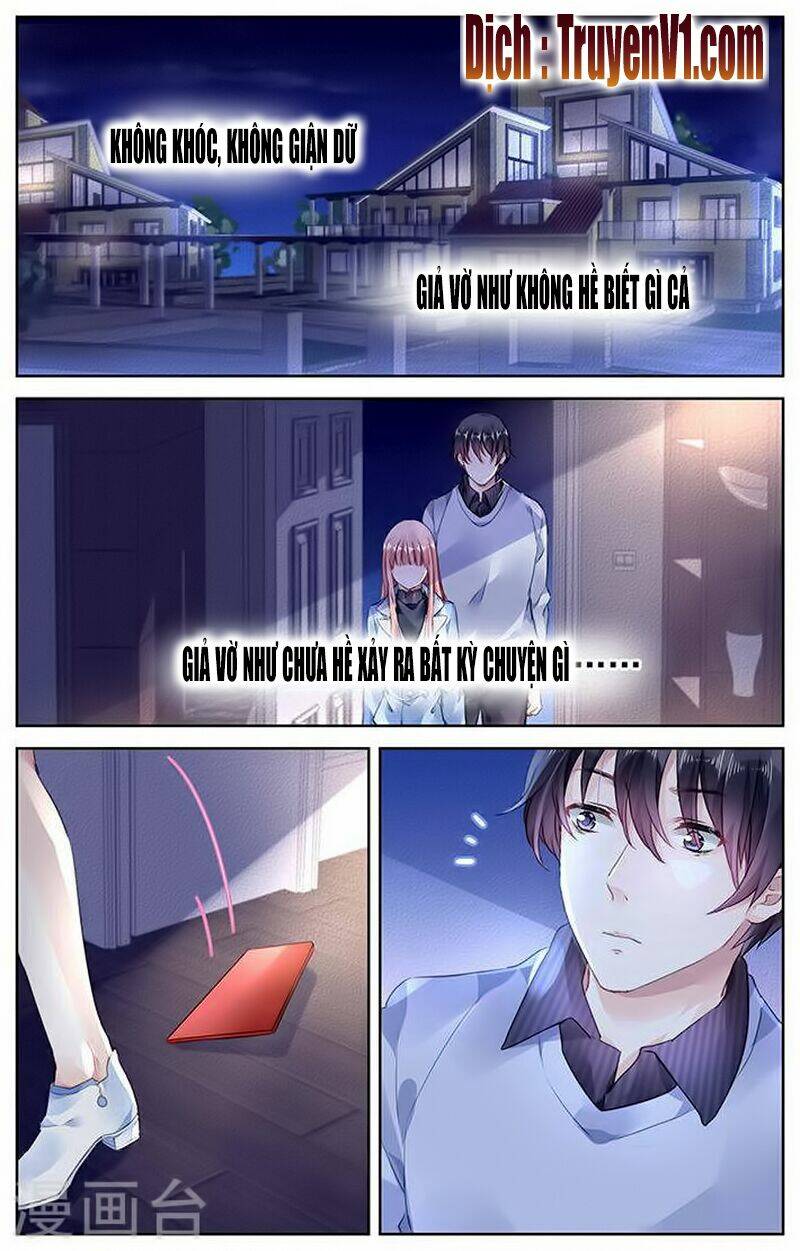 Dịch : TruyenV1.com
KHÔNG KHÓC, KHÔNG GIẬN DỮ
GIẢ VỜ NHƯ KHÔNG HỀ BIẾT GÌ CẢ
GIẢ VỜ NHƯ CHƯA HỀ XẢY RA BẤT KỲ CHUYỆN GÌ ······
漫画台